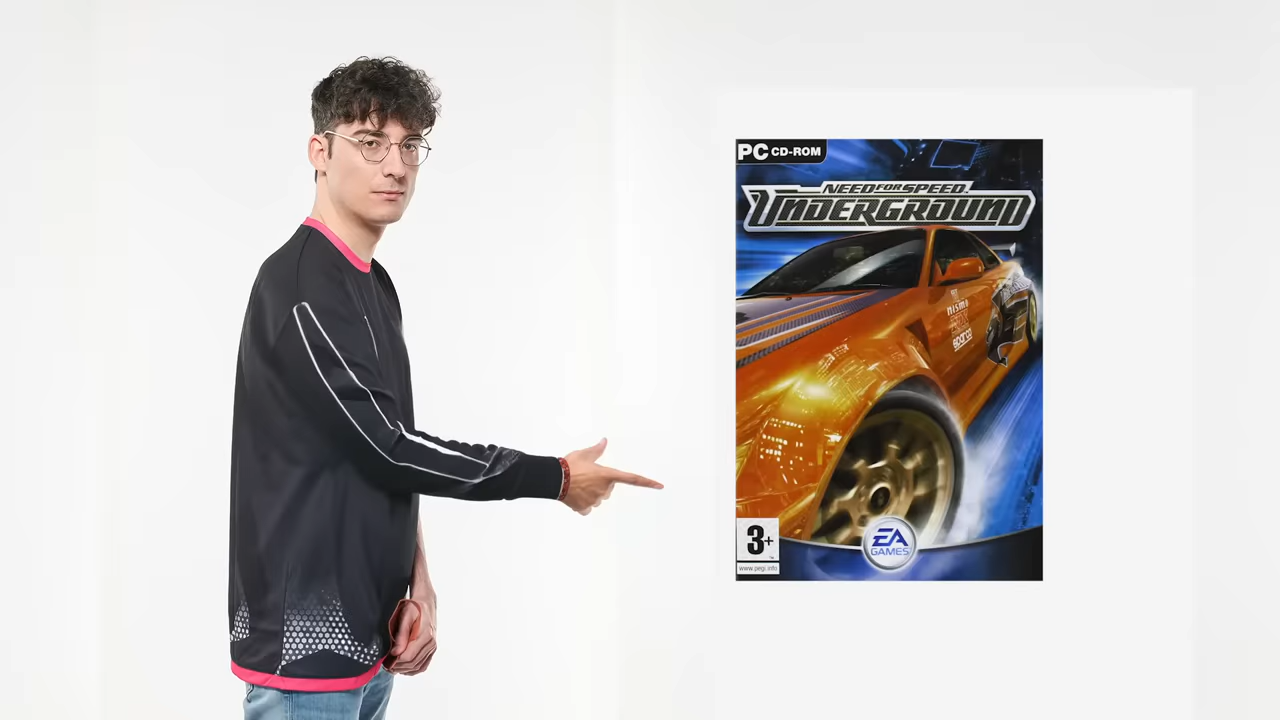 PC CD-ROM
NEED FOR SPEED
UNDERGROUND
nismo
sparco
3+
www.pegi.info
EA
GAMES